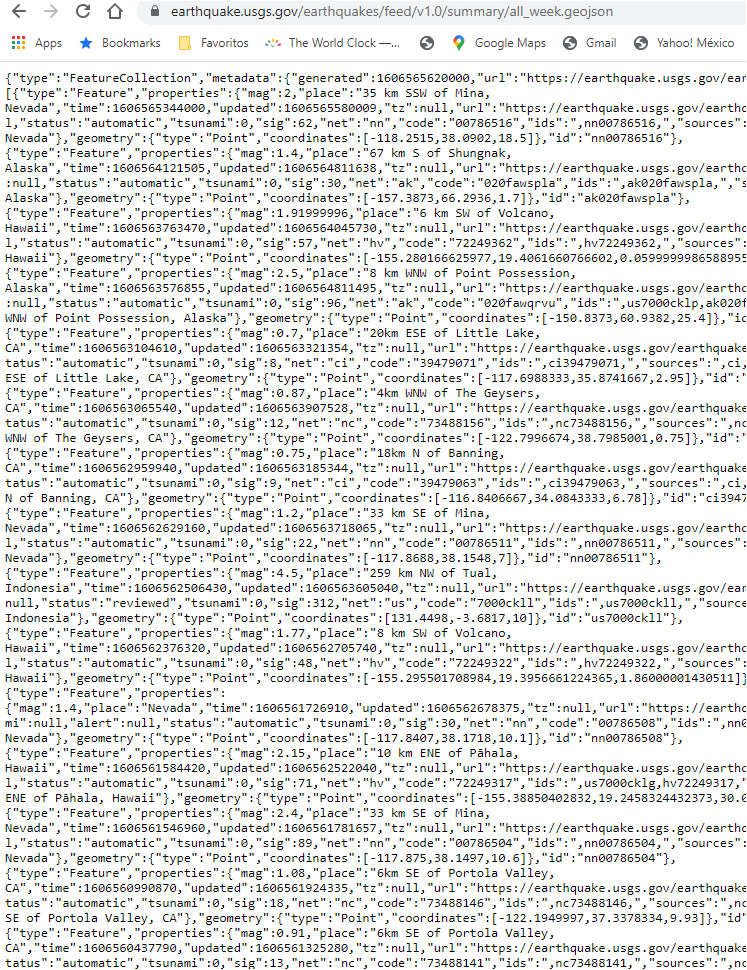 earthquake.usgs.gov/earthquakes/feed/v1.0/summary/all_week.geojson
Apps Bookmarks Favoritos The World Clock —... Google Maps Gmail Yahoo! México
{"type":"FeatureCollection","metadata":{"generated":1606565620000,"url":"https://earthquake.usgs.gov/ear
[{"type":"Feature","properties":{"mag":2,"place":"35 km SSW of Mina,
Nevada","time":1606565344000,"updated":1606565580009,"tz":null,"url":"https://earthquake.usgs.gov/earthq
l,"status":"automatic","tsunami":0,"sig":62,"net":"nn","code":"00786516","ids":",nn00786516,","sources":
Nevada"},"geometry":{"type":"Point","coordinates":[-118.2515,38.0902,18.5]},"id":"nn00786516"},
{"type":"Feature","properties":{"mag":1.4,"place":"67 km S of Shungnak,
Alaska","time":1606564121505,"updated":1606564811638,"tz":null,"url":"https://earthquake.usgs.gov/earthq
:null,"status":"automatic","tsunami":0,"sig":30,"net":"ak","code":"020fawspla","ids":",ak020fawspla,","s
Alaska"},"geometry":{"type":"Point","coordinates":[-157.3873,66.2936,1.7]},"id":"ak020fawspla"},
{"type":"Feature","properties":{"mag":1.91999996,"place":"6 km SW of Volcano,
Hawaii","time":1606563763470,"updated":1606564045730,"tz":null,"url":"https://earthquake.usgs.gov/earthq
l,"status":"automatic","tsunami":0,"sig":57,"net":"hv","code":"72249362","ids":",hv72249362,","sources":
Hawaii"},"geometry":{"type":"Point","coordinates":[-155.280166625977,19.4061660766602,0.0599999986588955
{"type":"Feature","properties":{"mag":2.5,"place":"8 km WNW of Point Possession,
Alaska","time":1606563576855,"updated":1606564811495,"tz":null,"url":"https://earthquake.usgs.gov/earthq
:null,"status":"automatic","tsunami":0,"sig":96,"net":"ak","code":"020fawqrvu","ids":",us7000cklp,ak020f
WNW of Point Possession, Alaska"},"geometry":{"type":"Point","coordinates":[-150.8373,60.9382,25.4]},"id
{"type":"Feature","properties":{"mag":0.7,"place":"20km ESE of Little Lake,
CA","time":1606563104610,"updated":1606563321354,"tz":null,"url":"https://earthquake.usgs.gov/earthquake
tatus":"automatic","tsunami":0,"sig":8,"net":"ci","code":"39479071","ids":",ci39479071,","sources":",ci,
ESE of Little Lake, CA"},"geometry":{"type":"Point","coordinates":[-117.6988333,35.8741667,2.95]},"id":"
{"type":"Feature","properties":{"mag":0.87,"place":"4km WNW of The Geysers,
CA","time":1606563065540,"updated":1606563907528,"tz":null,"url":"https://earthquake.usgs.gov/earthquake
tatus":"automatic","tsunami":0,"sig":12,"net":"nc","code":"73488156","ids":",nc73488156,","sources":",nc
WNW of The Geysers, CA"},"geometry":{"type":"Point","coordinates":[-122.7996674,38.7985001,0.75]},"id":"
{"type":"Feature","properties":{"mag":0.75,"place":"18km N of Banning,
CA","time":1606562959940,"updated":1606563185344,"tz":null,"url":"https://earthquake.usgs.gov/earthquake
tatus":"automatic","tsunami":0,"sig":9,"net":"ci","code":"39479063","ids":",ci39479063,","sources":",ci,
N of Banning, CA"},"geometry":{"type":"Point","coordinates":[-116.8406667,34.0843333,6.78]},"id":"ci3947
{"type":"Feature","properties":{"mag":1.2,"place":"33 km SE of Mina,
Nevada","time":1606562629160,"updated":1606563718065,"tz":null,"url":"https://earthquake.usgs.gov/earthq
l,"status":"automatic","tsunami":0,"sig":22,"net":"nn","code":"00786511","ids":",nn00786511,","sources":
Nevada"},"geometry":{"type":"Point","coordinates":[-117.8688,38.1548,7]},"id":"nn00786511"},
{"type":"Feature","properties":{"mag":4.5,"place":"259 km NW of Tual,
Indonesia","time":1606562506430,"updated":1606563605040,"tz":null,"url":"https://earthquake.usgs.gov/ear
null,"status":"reviewed","tsunami":0,"sig":312,"net":"us","code":"7000ckll","ids":",us7000ckll,","source
Indonesia"},"geometry":{"type":"Point","coordinates":[131.4498,-3.6817,10]},"id":"us7000ckll"},
{"type":"Feature","properties":{"mag":1.77,"place":"8 km SW of Volcano,
Hawaii","time":1606562376320,"updated":1606562705740,"tz":null,"url":"https://earthquake.usgs.gov/earthq
l,"status":"automatic","tsunami":0,"sig":48,"net":"hv","code":"72249322","ids":",hv72249322,","sources":
Hawaii"},"geometry":{"type":"Point","coordinates":[-155.295501708984,19.3956661224365,1.86000001430511]}
{"type":"Feature","properties":
{"mag":1.4,"place":"Nevada","time":1606561726910,"updated":1606562678375,"tz":null,"url":"https://earthq
mi":null,"alert":null,"status":"automatic","tsunami":0,"sig":30,"net":"nn","code":"00786508","ids":",nn0
Nevada"},"geometry":{"type":"Point","coordinates":[-117.8407,38.1718,10.1]},"id":"nn00786508"},
{"type":"Feature","properties":{"mag":2.15,"place":"10 km ENE of Pāhala,
Hawaii","time":1606561584420,"updated":1606562522040,"tz":null,"url":"https://earthquake.usgs.gov/earthq
l,"status":"automatic","tsunami":0,"sig":71,"net":"hv","code":"72249317","ids":",us7000cklg,hv72249317,"
ENE of Pāhala, Hawaii"},"geometry":{"type":"Point","coordinates":[-155.38850402832,19.2458324432373,30.0
{"type":"Feature","properties":{"mag":2.4,"place":"33 km SE of Mina,
Nevada","time":1606561546960,"updated":1606561781657,"tz":null,"url":"https://earthquake.usgs.gov/earthq
l,"status":"automatic","tsunami":0,"sig":89,"net":"nn","code":"00786504","ids":",nn00786504,","sources":
Nevada"},"geometry":{"type":"Point","coordinates":[-117.875,38.1497,10.6]},"id":"nn00786504"},
{"type":"Feature","properties":{"mag":1.08,"place":"6km SE of Portola Valley,
CA","time":1606560990870,"updated":1606561924335,"tz":null,"url":"https://earthquake.usgs.gov/earthquake
tatus":"automatic","tsunami":0,"sig":18,"net":"nc","code":"73488146","ids":",nc73488146,","sources":",nc
SE of Portola Valley, CA"},"geometry":{"type":"Point","coordinates":[-122.1949997,37.3378334,9.93]},"id"
{"type":"Feature","properties":{"mag":0.91,"place":"6km SE of Portola Valley,
CA","time":1606560437790,"updated":1606561325280,"tz":null,"url":"https://earthquake.usgs.gov/earthquake
tatus":"automatic","tsunami":0,"sig":13,"net":"nc","code":"73488141","ids":",nc73488141,","sources":",nc